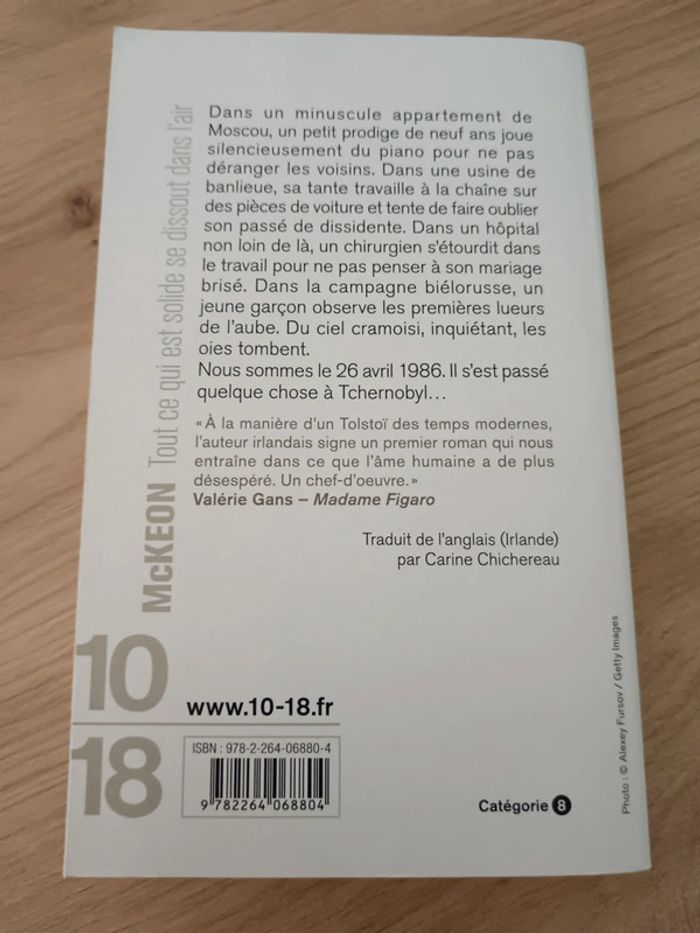 McKEON Tout ce qui est solide se dissout dans l'air
Dans un minuscule appartement de
Moscou, un petit prodige de neuf ans joue
silencieusement du piano pour ne pas
déranger les voisins. Dans une usine de
banlieue, sa tante travaille à la chaîne sur
des pièces de voiture et tente de faire oublier
son passé de dissidente. Dans un hôpital
non loin de là, un chirurgien s'étourdit dans
le travail pour ne pas penser à son mariage
brisé. Dans la campagne biélorusse, un
jeune garçon observe les premières lueurs
de l'aube. Du ciel cramoisi, inquiétant, les
oies tombent.
Nous sommes le 26 avril 1986. Il s'est passé
quelque chose à Tchernobyl…
« À la manière d'un Tolstoï des temps modernes,
l'auteur irlandais signe un premier roman qui nous
entraîne dans ce que l'âme humaine a de plus
désespéré. Un chef-d'oeuvre. »
Valérie Gans – Madame Figaro
Traduit de l'anglais (Irlande)
par Carine Chichereau
10
18
www.10-18.fr
ISBN : 978-2-264-06880-4
9 782264 068804
Catégorie 8
Photo : © Alexey Fursov / Getty Images